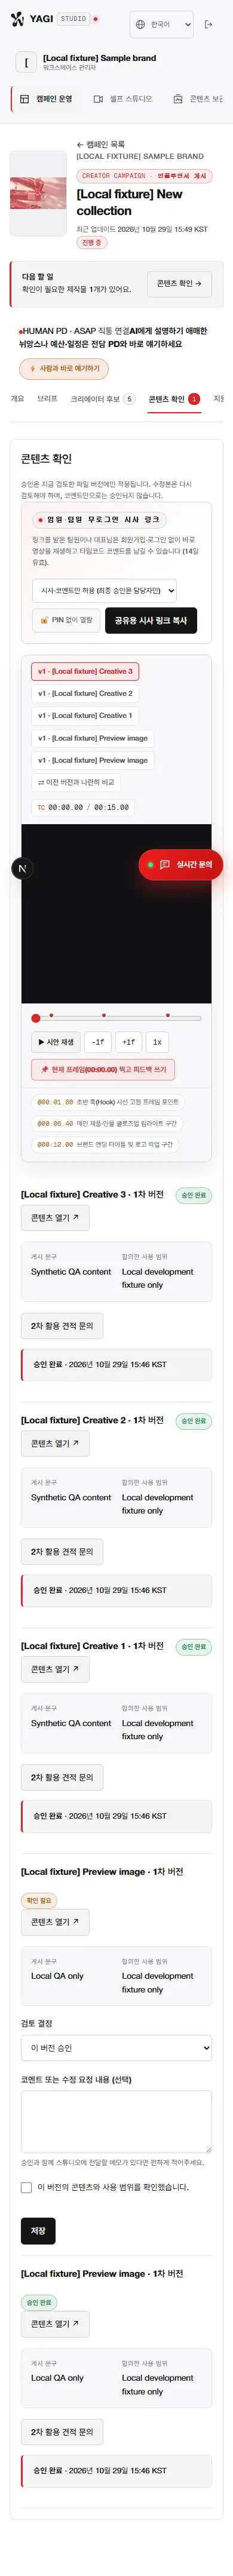 YAGI STUDIO
한국어
[
[Local fixture] Sample brand
워크스페이스 관리자
캠페인 운영
셀프 스튜디오
콘텐츠 보관
← 캠페인 목록
[LOCAL FIXTURE] SAMPLE BRAND
CREATOR CAMPAIGN · 인플루언서 게시
[Local fixture] New
collection
최근 업데이트 2026년 10월 29일 15:49 KST
진행 중
다음 할 일
확인이 필요한 제작물 1개가 있어요.
콘텐츠 확인 →
HUMAN PD · ASAP 직통 연결AI에게 설명하기 애매한
뉘앙스나 예산·일정은 전담 PD와 바로 얘기하세요
사람과 바로 얘기하기
개요
브리프
크리에이터 후보 5
콘텐츠 확인 1
콘텐츠 확인
승인은 지금 검토한 파일 버전에만 적용됩니다. 수정본은 다시
검토해야 하며, 코멘트만으로는 승인되지 않습니다.
임원·팀원 무로그인 시사 링크
링크를 받은 팀원이나 대표님은 회원가입·로그인 없이 바로
영상을 재생하고 타임코드 코멘트를 남길 수 있습니다 (14일
유효).
시사·코멘트만 허용 (최종 승인은 담당자만)
PIN 없이 열람
공유용 시사 링크 복사
v1 · [Local fixture] Creative 3
v1 · [Local fixture] Creative 2
v1 · [Local fixture] Creative 1
v1 · [Local fixture] Preview image
v1 · [Local fixture] Preview image
⇄ 이전 버전과 나란히 비교
TC 00:00.00 / 00:15.00
N
실시간 문의
▶ 시안 재생
-1f
+1f
1x
현재 프레임(00:00.00) 찍고 피드백 쓰기
@00:01.80 초반 훅(Hook) 시선 고정 프레임 포인트
@00:06.40 메인 제품·인물 클로즈업 림라이트 구간
@00:12.00 브랜드 엔딩 타이틀 및 로고 락업 구간
[Local fixture] Creative 3 · 1차 버전
승인 완료
콘텐츠 열기 ↗
게시 문구
합의한 사용 범위
Synthetic QA content
Local development
fixture only
2차 활용 견적 문의
승인 완료 · 2026년 10월 29일 15:46 KST
[Local fixture] Creative 2 · 1차 버전
승인 완료
콘텐츠 열기 ↗
게시 문구
합의한 사용 범위
Synthetic QA content
Local development
fixture only
2차 활용 견적 문의
승인 완료 · 2026년 10월 29일 15:46 KST
[Local fixture] Creative 1 · 1차 버전
승인 완료
콘텐츠 열기 ↗
게시 문구
합의한 사용 범위
Synthetic QA content
Local development
fixture only
2차 활용 견적 문의
승인 완료 · 2026년 10월 29일 15:46 KST
[Local fixture] Preview image · 1차 버전
확인 필요
콘텐츠 열기 ↗
게시 문구
합의한 사용 범위
Local QA only
Local development
fixture only
검토 결정
이 버전 승인
코멘트 또는 수정 요청 내용 (선택)
승인과 함께 스튜디오에 전달할 메모가 있다면 편하게 적어주세요.
이 버전의 콘텐츠와 사용 범위를 확인했습니다.
저장
[Local fixture] Preview image · 1차 버전
승인 완료
콘텐츠 열기 ↗
게시 문구
합의한 사용 범위
Local QA only
Local development
fixture only
2차 활용 견적 문의
승인 완료 · 2026년 10월 29일 15:46 KST